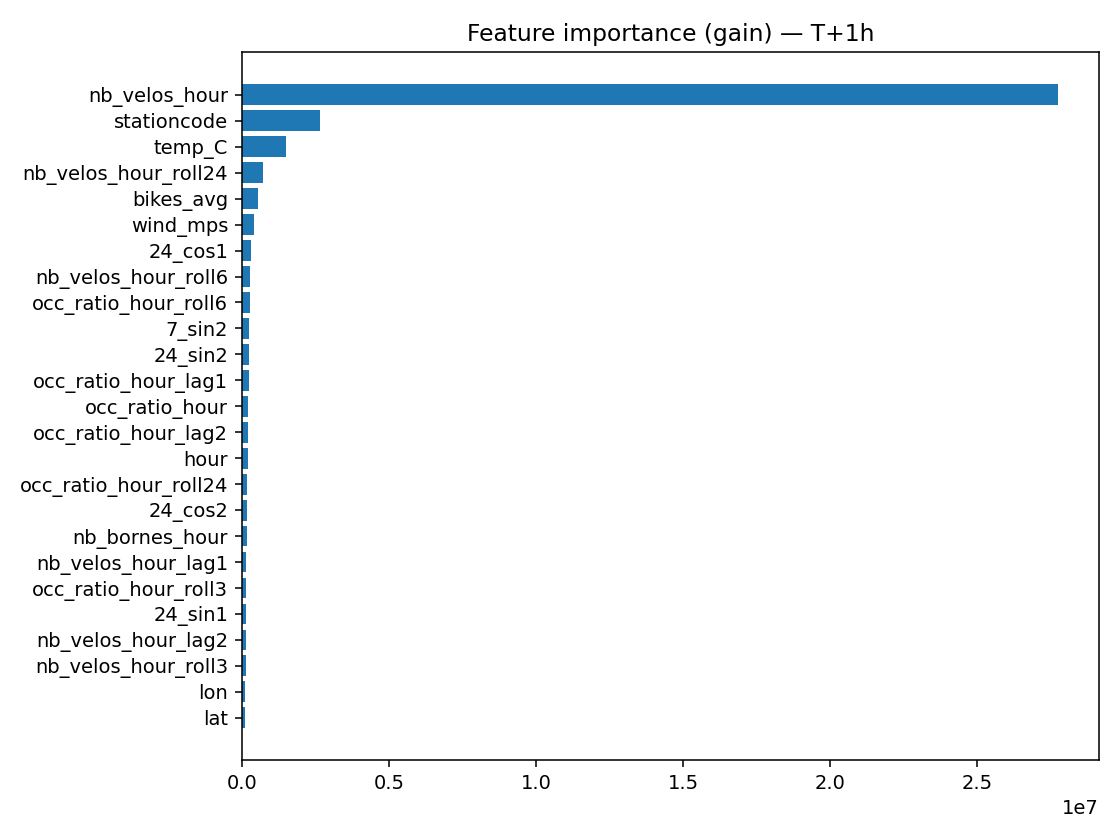 Feature importance (gain) — T+1h
nb_velos_hour
stationcode
temp_C
nb_velos_hour_roll24
bikes_avg
wind_mps
24_cos1
nb_velos_hour_roll6
occ_ratio_hour_roll6
7_sin2
24_sin2
occ_ratio_hour_lag1
occ_ratio_hour
occ_ratio_hour_lag2
hour
occ_ratio_hour_roll24
24_cos2
nb_bornes_hour
nb_velos_hour_lag1
occ_ratio_hour_roll3
24_sin1
nb_velos_hour_lag2
nb_velos_hour_roll3
lon
lat
0.0 0.5 1.0 1.5 2.0 2.5
1e7